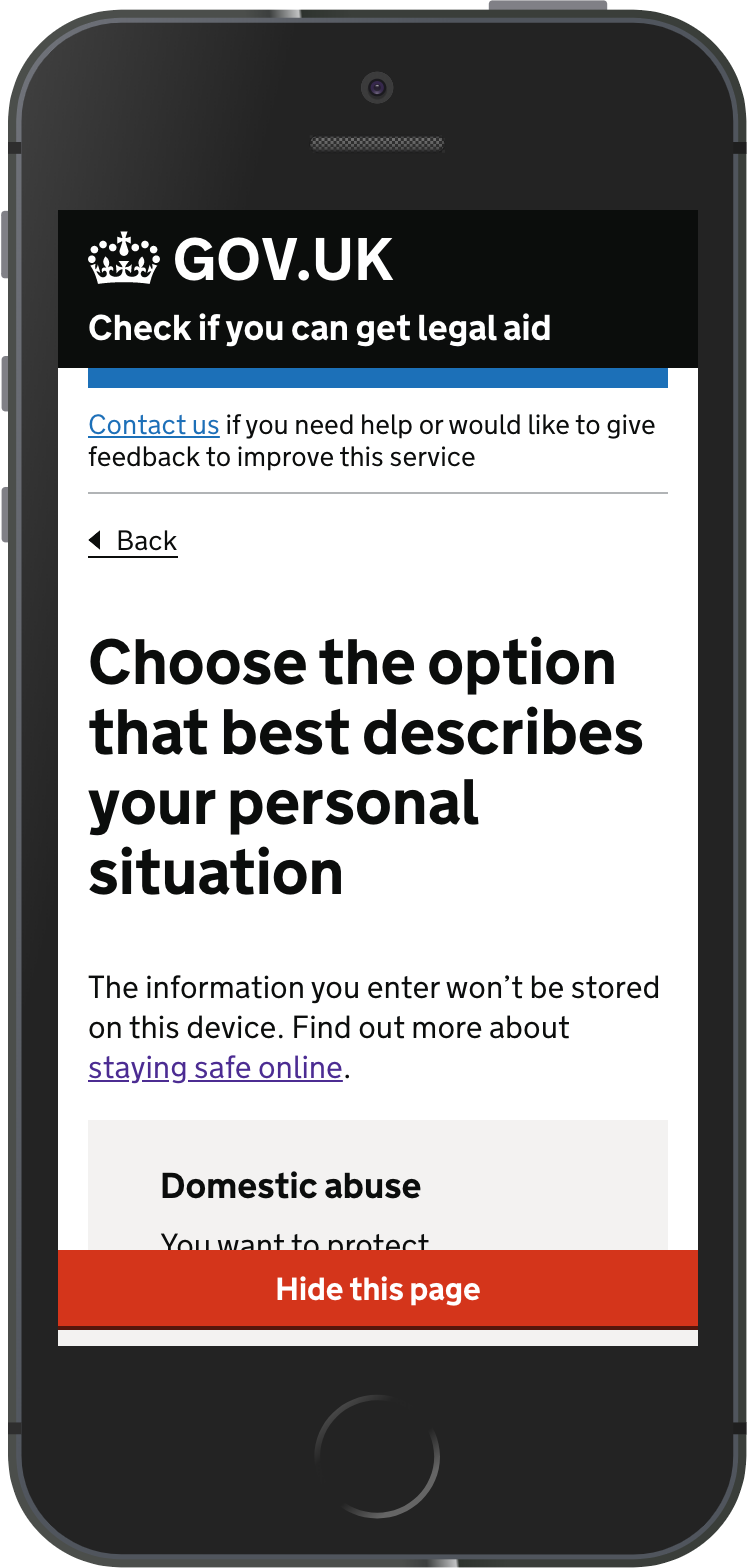 GOV.UK
Check if you can get legal aid
Contact us if you need help or would like to give
feedback to improve this service
Back
Choose the option
that best describes
your personal
situation
The information you enter won’t be stored
on this device. Find out more about
staying safe online.
Domestic abuse
You want to protect
Hide this page